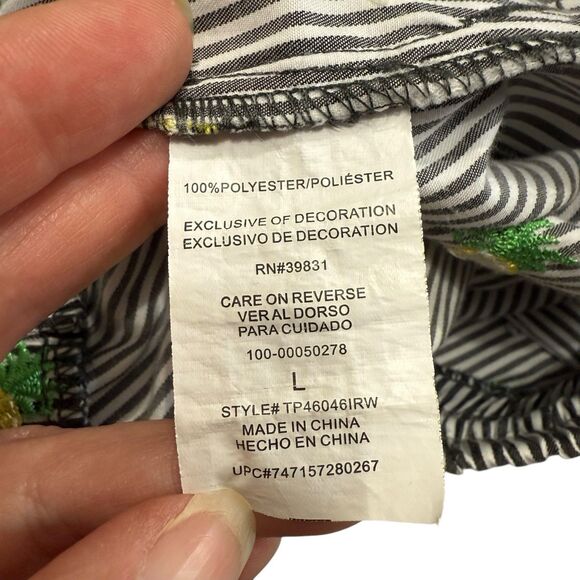 100%POLYESTER/POLIÉSTER
EXCLUSIVE OF DECORATION
EXCLUSIVO DE DECORATION
RN#39831
CARE ON REVERSE
VER AL DORSO
PARA CUIDADO
100-00050278
L
STYLE# TP46046IRW
MADE IN CHINA
HECHO EN CHINA
UPC#747157280267